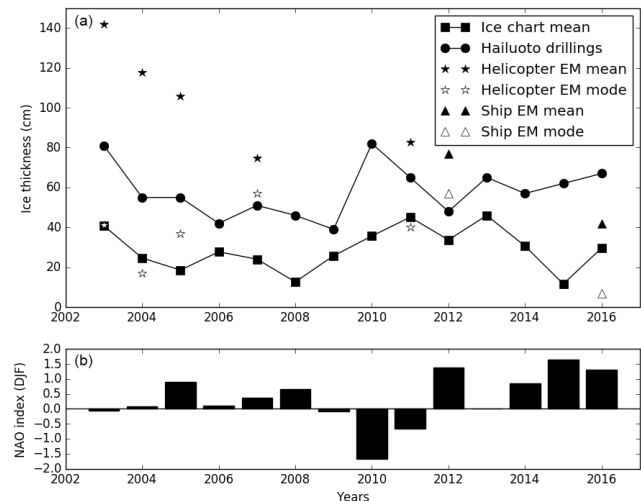 (a)
Ice chart mean
Hailuoto drillings
Helicopter EM mean
Helicopter EM mode
Ship EM mean
Ship EM mode
140
120
100
80
60
40
20
0
Ice thickness (cm)
2002 2004 2006 2008 2010 2012 2014 2016
(b)
2.0
1.5
1.0
0.5
0.0
−0.5
−1.0
−1.5
−2.0
NAO index (DJF)
2002 2004 2006 2008 2010 2012 2014 2016
Years